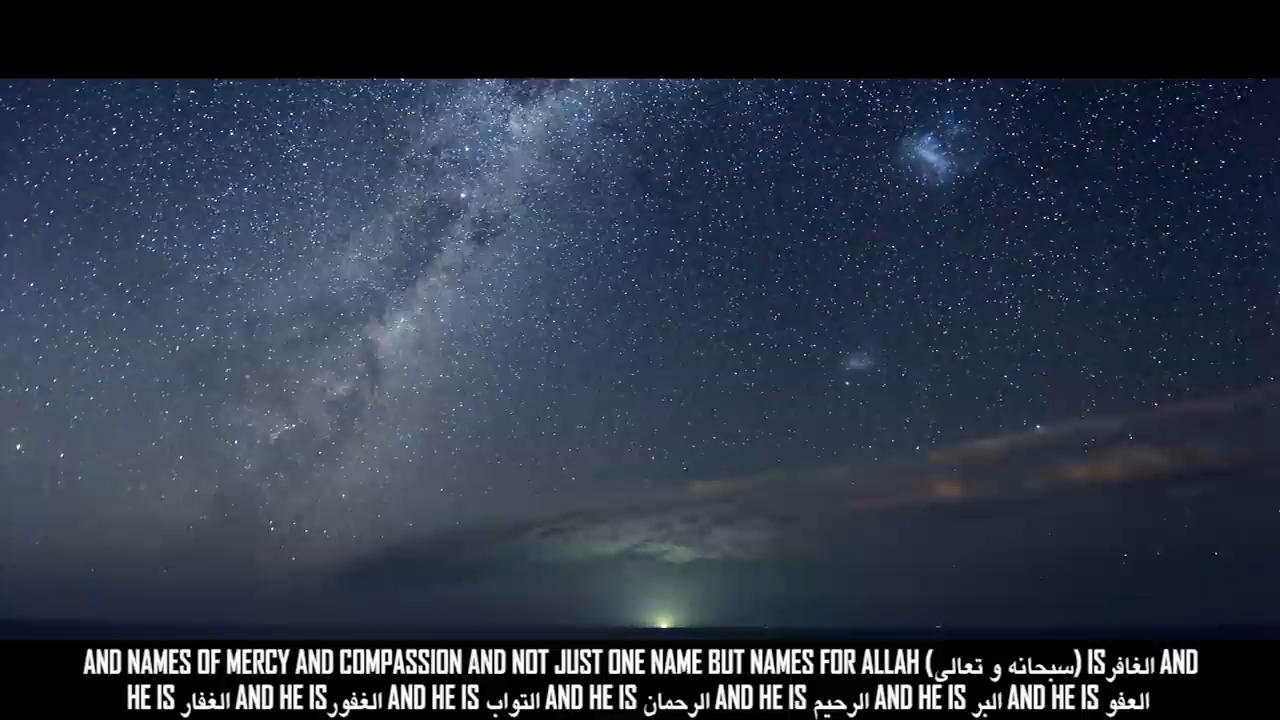 AND NAMES OF MERCY AND COMPASSION AND NOT JUST ONE NAME BUT NAMES FOR ALLAH (سبحانه و تعالى) IS الغافر AND
HE IS الغفار AND HE IS الغفور AND HE IS التواب AND HE IS الرحمان AND HE IS الرحيم AND HE IS البر AND HE IS العفو